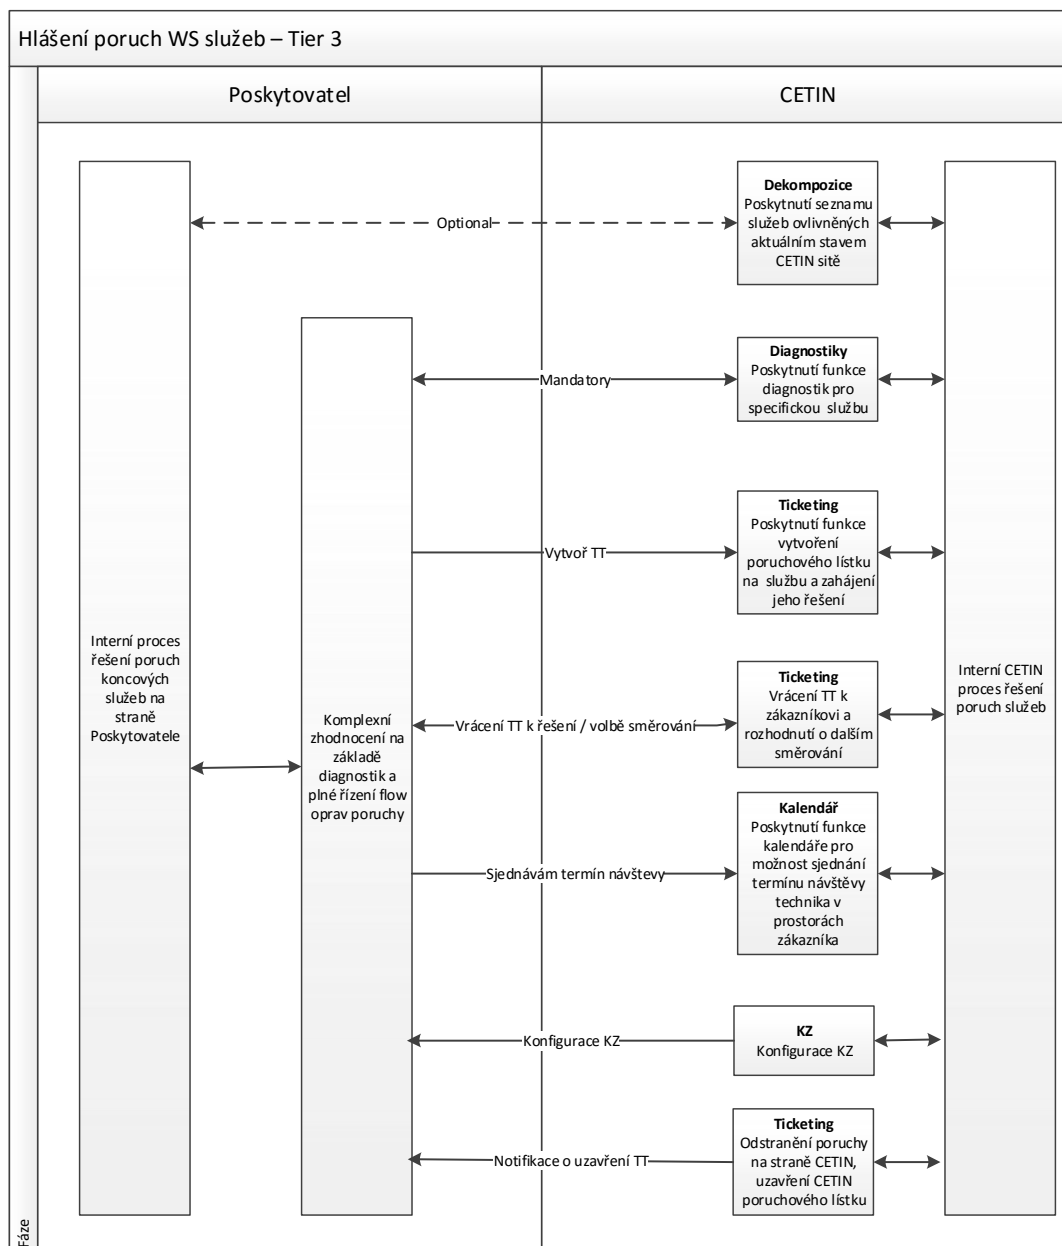 Hlášení poruch WS služeb – Tier 3
Poskytovatel
CETIN
Fáze
Dekompozice
Poskytnutí seznamu
služeb ovlivněných
aktuálním stavem
CETIN sítě
Optional
Diagnostiky
Poskytnutí funkce
diagnostik pro
specifickou službu
Mandatory
Ticketing
Poskytnutí funkce
vytvoření
poruchového lístku
na službu a zahájení
jeho řešení
Vytvoř TT
Interní proces
řešení poruch
koncových
služeb na
straně
Poskytovatele
Komplexní
zhodnocení na
základě
diagnostik a
plné řízení flow
oprav poruchy
Vrácení TT k řešení / volbě směrování
Ticketing
Vrácení TT k
zákazníkovi a
rozhodnutí o dalším
směrování
Interní CETIN
proces řešení
poruch služeb
Sjednávám termín návštevy
Kalendář
Poskytnutí funkce
kalendáře pro
možnost sjednání
termínu návštěvy
technika v
prostorách
zákazníka
Konfigurace KZ
KZ
Konfigurace KZ
Notifikace o uzavření TT
Ticketing
Odstranění poruchy
na straně CETIN,
uzavření CETIN
poruchového lístku